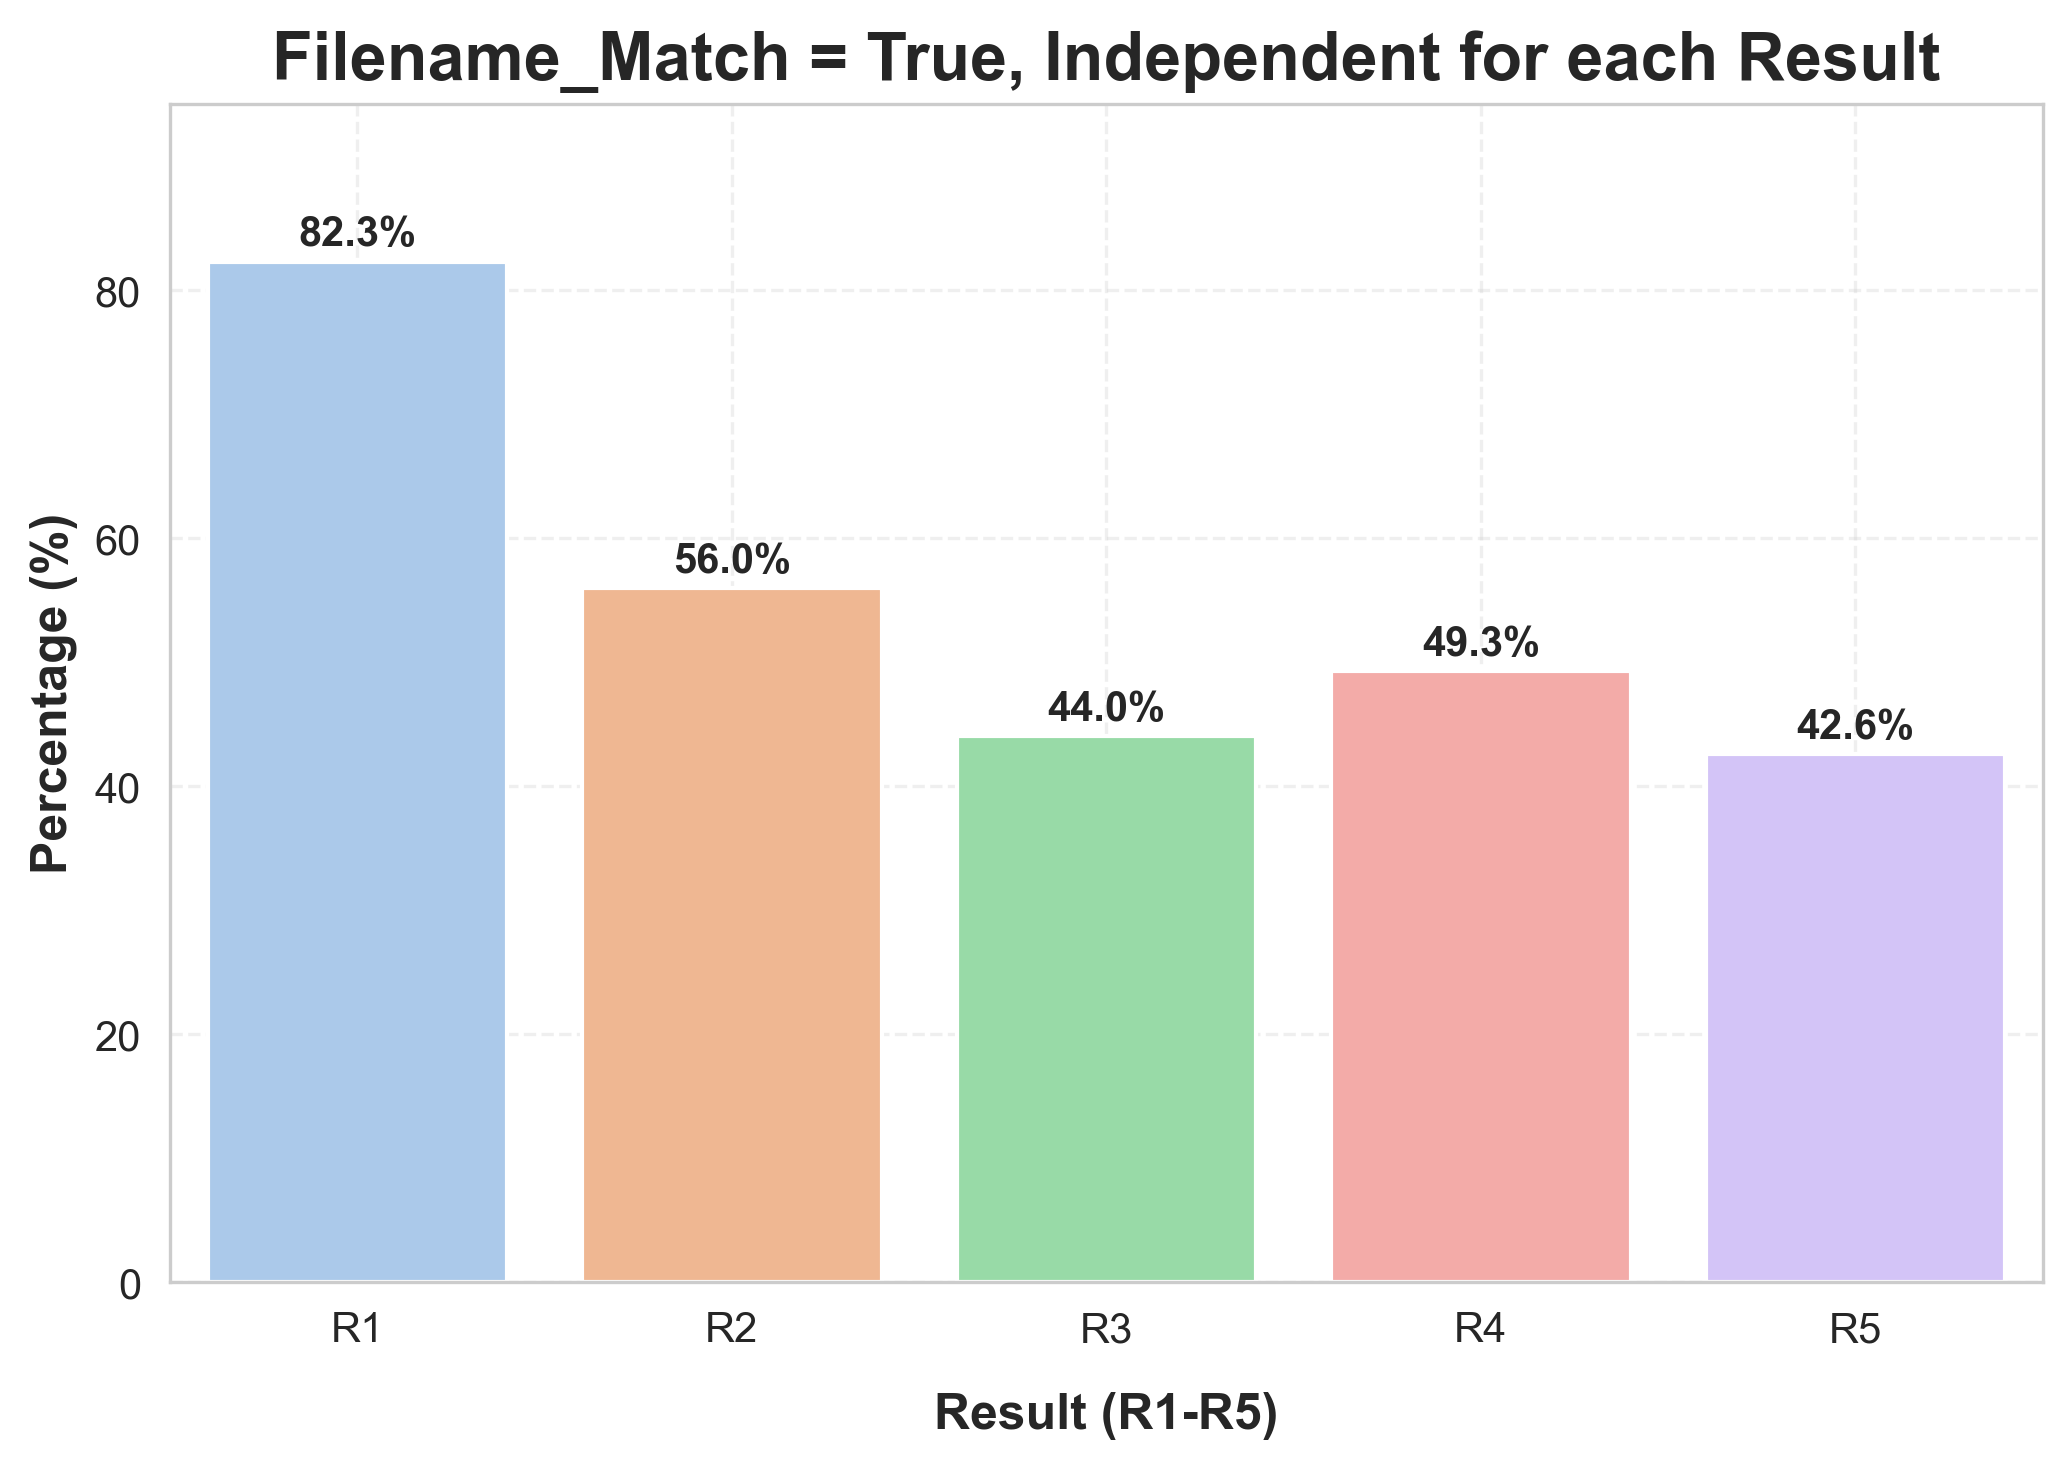 Filename_Match = True, Independent for each Result
82.3%
56.0%
44.0%
49.3%
42.6%
Percentage (%)
80
60
40
20
0
R1 R2 R3 R4 R5
Result (R1-R5)